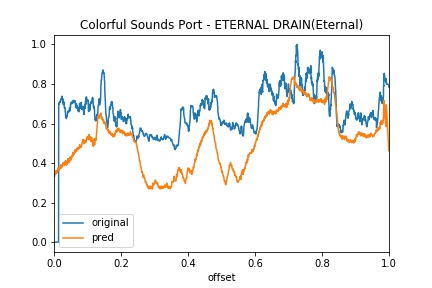 Colorful Sounds Port - ETERNAL DRAIN(Eternal)
1.0
0.8
0.6
0.4
0.2
0.0
original
pred
0.0 0.2 0.4 0.6 0.8 1.0
offset